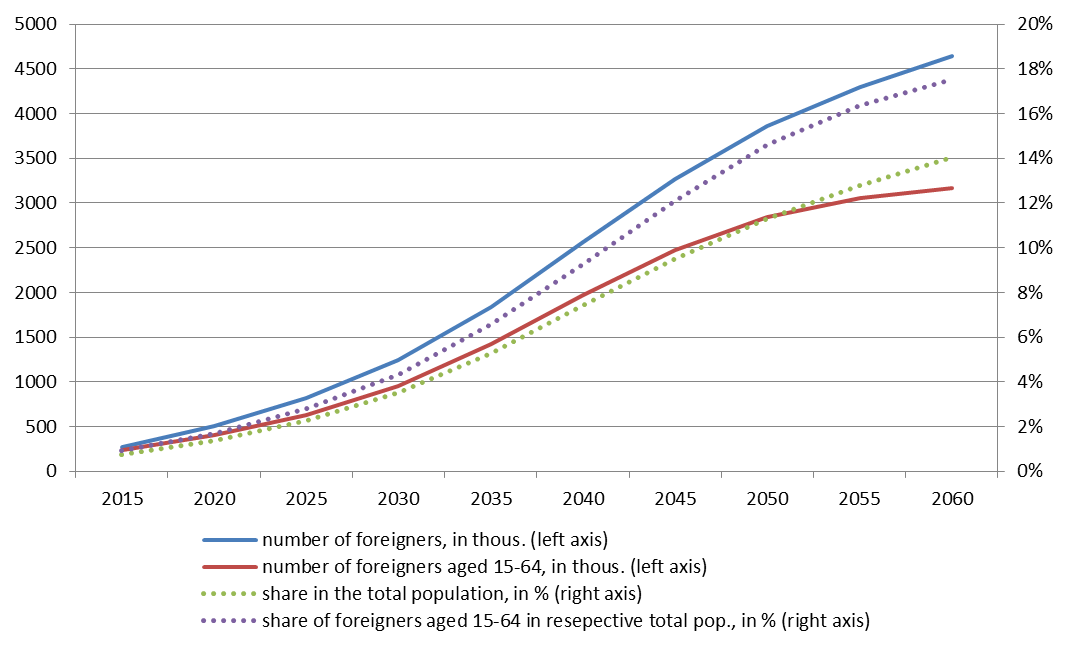 5000 20%
4500 18%
4000 16%
3500 14%
3000 12%
2500 10%
2000 8%
1500 6%
1000 4%
500 2%
0 0%
2015 2020 2025 2030 2035 2040 2045 2050 2055 2060
number of foreigners, in thous. (left axis)
number of foreigners aged 15-64, in thous. (left axis)
share in the total population, in % (right axis)
share of foreigners aged 15-64 in resepective total pop., in % (right axis)